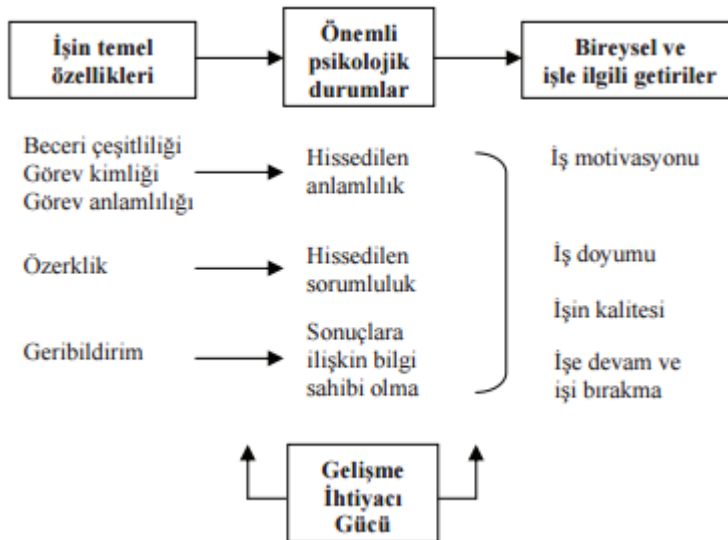 İşin temel
özellikleri
Önemli
psikolojik
durumlar
Bireysel ve
işle ilgili getiriler
Beceri çeşitliliği
Görev kimliği
Görev anlamlılığı
Hissedilen
anlamlılık
İş motivasyonu
Özerklik
Hissedilen
sorumluluk
İş doyumu
İşin kalitesi
Geribildirim
Sonuçlara
ilişkin bilgi
sahibi olma
İşe devam ve
işi bırakma
Gelişme
İhtiyacı
Gücü